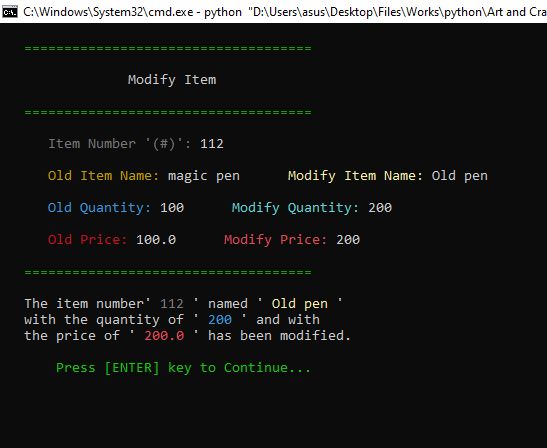 C:\Windows\System32\cmd.exe - python "D:\Users\asus\Desktop\Files\Works\python\Art and Cra
====================================
Modify Item
====================================
Item Number '(#)': 112
Old Item Name: magic pen Modify Item Name: Old pen
Old Quantity: 100 Modify Quantity: 200
Old Price: 100.0 Modify Price: 200
====================================
The item number' 112 ' named ' Old pen '
with the quantity of ' 200 ' and with
the price of ' 200.0 ' has been modified.
Press [ENTER] key to Continue...